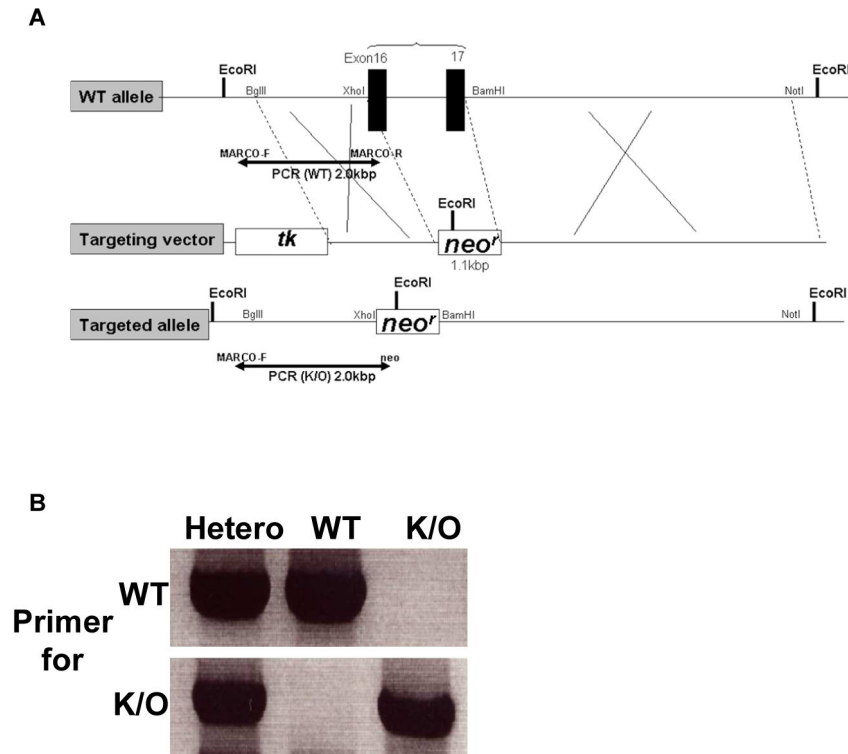 A
Exon16 17
EcoRI EcoRI
BglII XhoI BamHI NotI
WT allele
MARCO-F MARCO-R
PCR (WT) 2.0kbp
EcoRI
Targeting vector tk neoʳ
1.1kbp
EcoRI EcoRI EcoRI
BglII XhoI BamHI NotI
Targeted allele neoʳ
MARCO-F neo
PCR (K/O) 2.0kbp
B
Hetero WT K/O
WT
Primer for
K/O